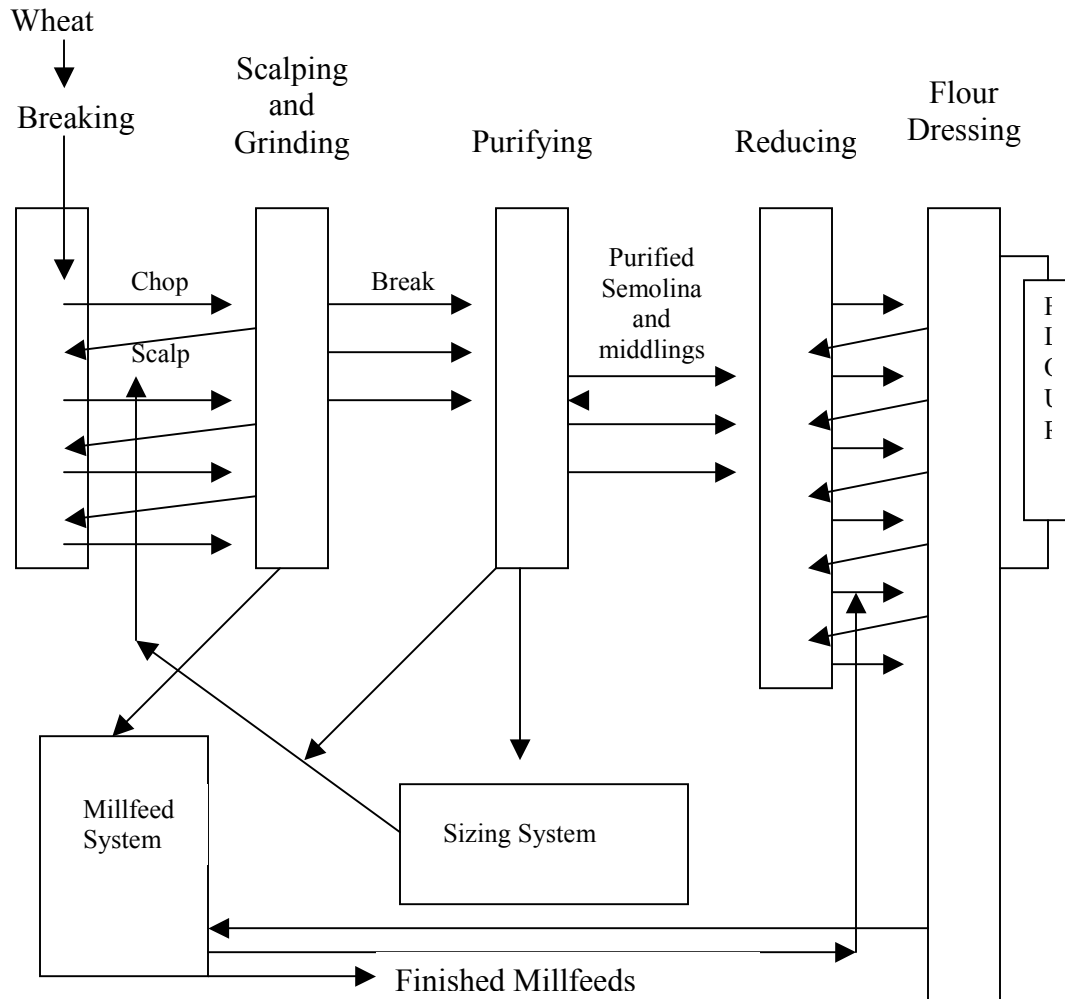 Wheat
Breaking
Scalping
and
Grinding
Purifying
Reducing
Flour
Dressing
Chop
Scalp
Break
Purified
Semolina
and
middlings
F
L
O
U
R
Millfeed
System
Sizing System
Finished Millfeeds